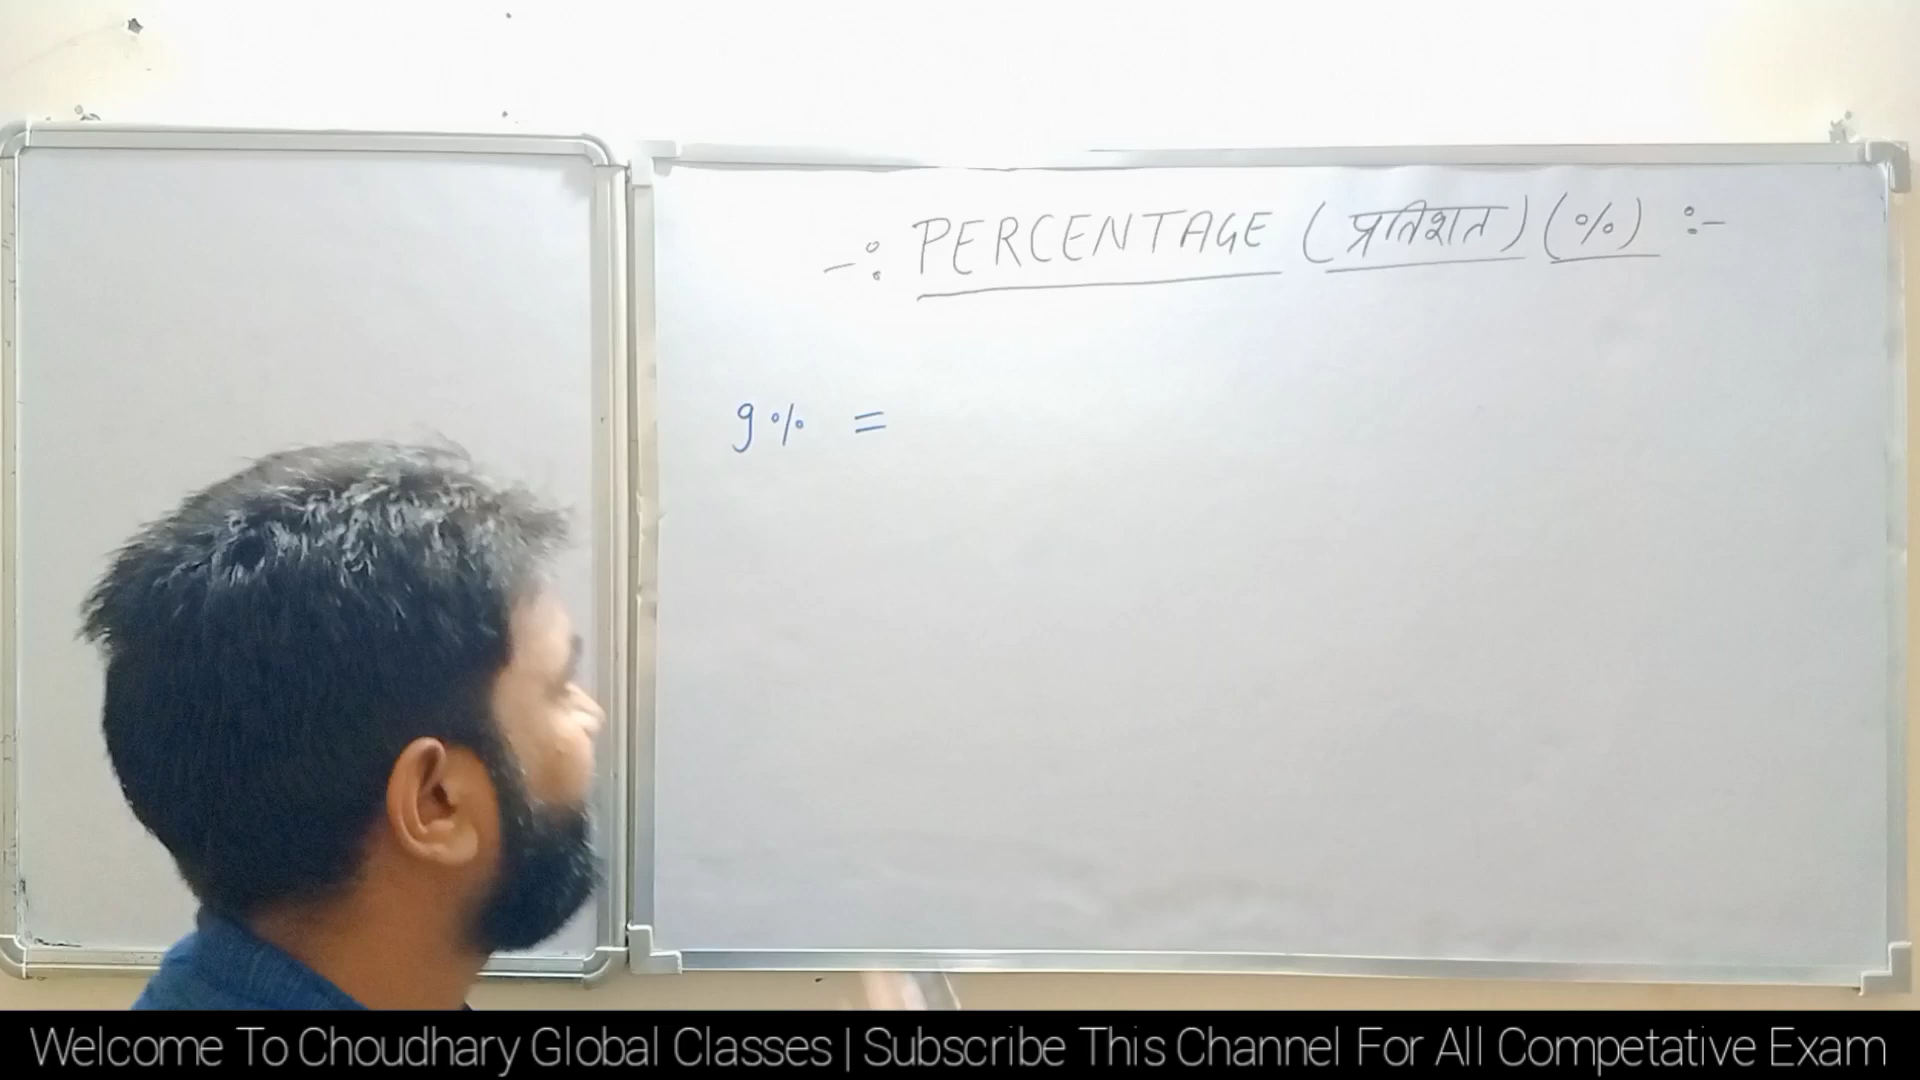 -: PERCENTAGE (प्रतिशत) (%) :-
9% =
Welcome To Choudhary Global Classes | Subscribe This Channel For All Competative Exam